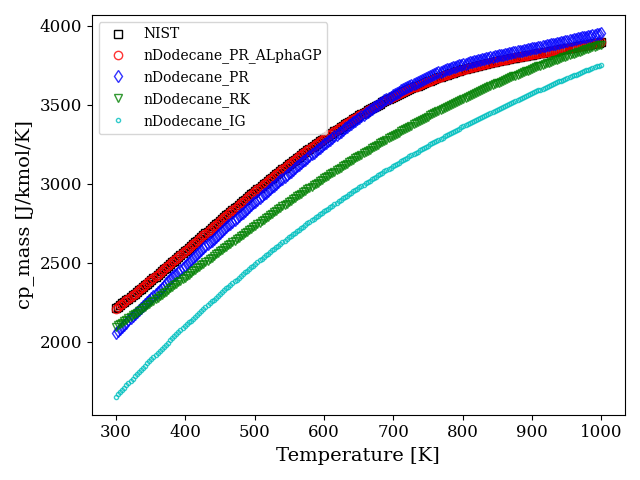 4000
3500
3000
2500
2000
cp_mass [J/kmol/K]
NIST
nDodecane_PR_ALphaGP
nDodecane_PR
nDodecane_RK
nDodecane_IG
300 400 500 600 700 800 900 1000
Temperature [K]